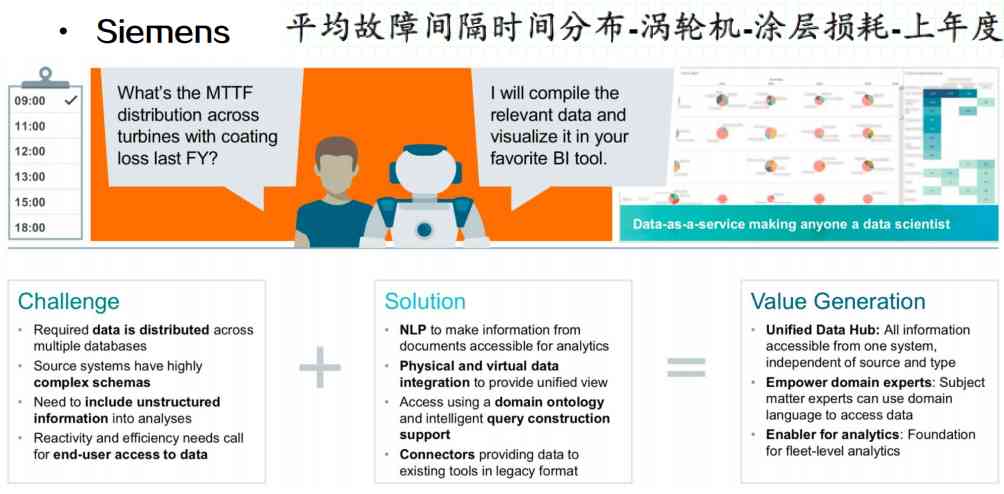 • Siemens 平均故障间隔时间分布-涡轮机-涂层损耗-上年度
09:00 ✓
11:00
12:00
13:00
15:00
18:00
What's the MTTF
distribution across
turbines with coating
loss last FY?
I will compile the
relevant data and
visualize it in your
favorite BI tool.
Data-as-a-service making anyone a data scientist
Challenge
• Required data is distributed across
multiple databases
• Source systems have highly
complex schemas
• Need to include unstructured
information into analyses
• Reactivity and efficiency needs call
for end-user access to data
+
Solution
• NLP to make information from
documents accessible for analytics
• Physical and virtual data
integration to provide unified view
• Access using a domain ontology
and intelligent query construction
support
• Connectors providing data to
existing tools in legacy format
=
Value Generation
• Unified Data Hub: All information
accessible from one system,
independent of source and type
• Empower domain experts: Subject
matter experts can use domain
language to access data
• Enabler for analytics: Foundation
for fleet-level analytics